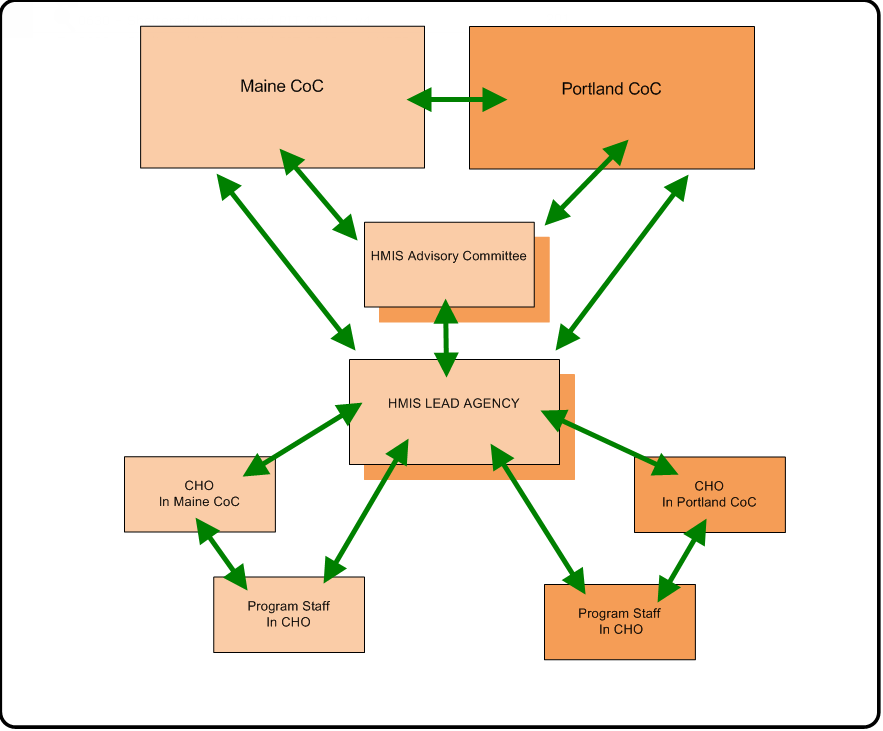 Maine CoC
Portland CoC
HMIS Advisory Committee
HMIS LEAD AGENCY
CHO
In Maine CoC
CHO
In Portland CoC
Program Staff
In CHO
Program Staff
In CHO